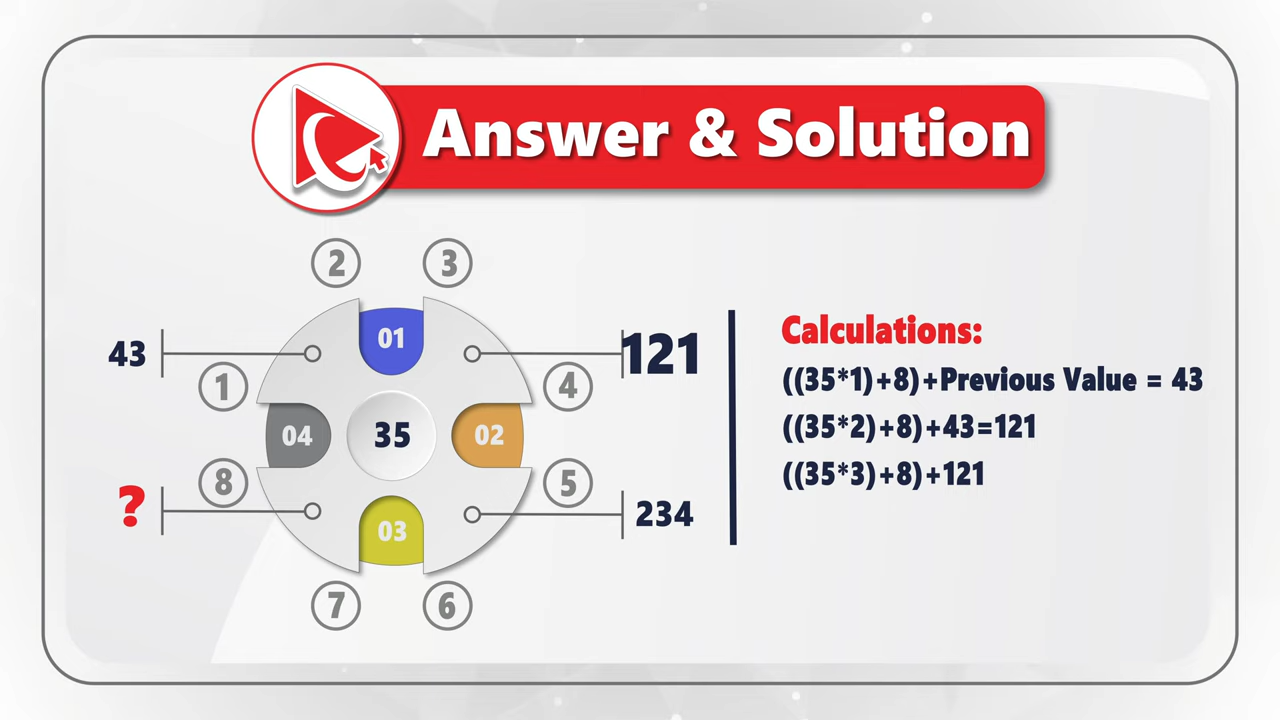 Answer & Solution
2 3
43 01 121
1 4
04 35 02
8 5
? 03 234
7 6
Calculations:
((35*1)+8)+Previous Value = 43
((35*2)+8)+43=121
((35*3)+8)+121